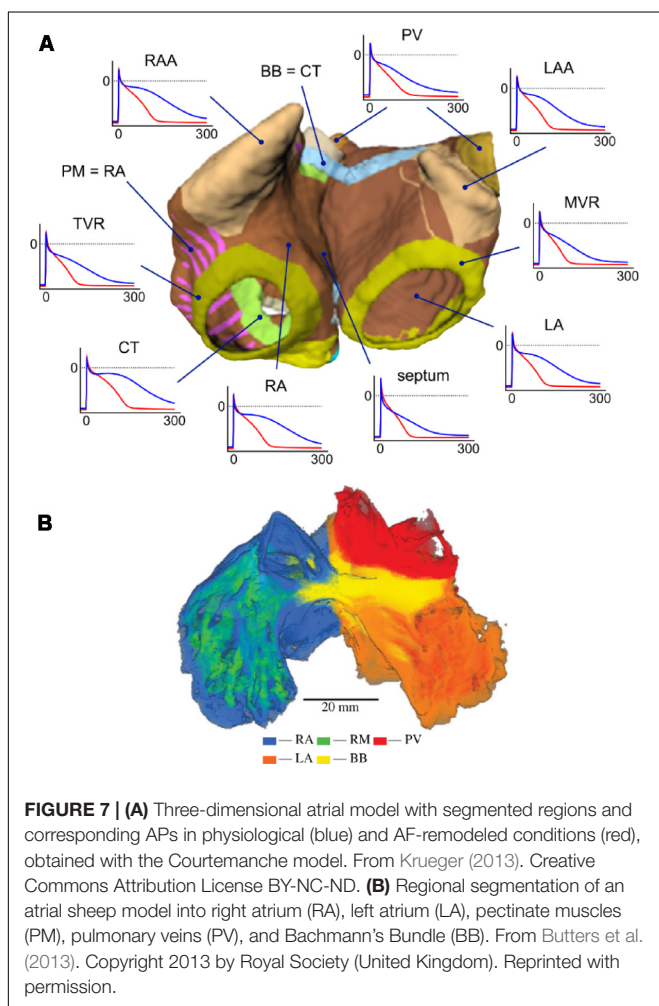 A
RAA
0
0
300
BB = CT
PV
0
0
300
LAA
0
0
300
PM = RA
TVR
0
0
300
MVR
0
0
300
CT
0
0
300
RA
0
0
300
septum
0
0
300
LA
0
0
300
B
20 mm
— RA — RM — PV
— LA — BB
FIGURE 7 | (A) Three-dimensional atrial model with segmented regions and
corresponding APs in physiological (blue) and AF-remodeled conditions (red),
obtained with the Courtemanche model. From Krueger (2013). Creative
Commons Attribution License BY-NC-ND. (B) Regional segmentation of an
atrial sheep model into right atrium (RA), left atrium (LA), pectinate muscles
(PM), pulmonary veins (PV), and Bachmann's Bundle (BB). From Butters et al.
(2013). Copyright 2013 by Royal Society (United Kingdom). Reprinted with
permission.